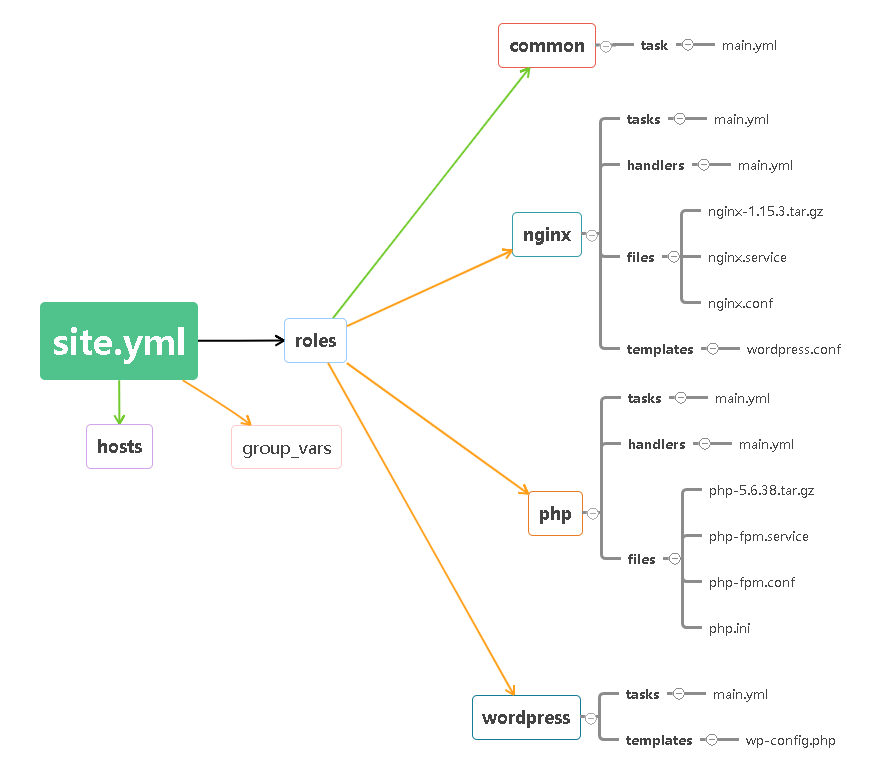 common
task
main.yml
tasks
main.yml
handlers
main.yml
nginx
files
nginx-1.15.3.tar.gz
nginx.service
nginx.conf
templates
wordpress.conf
site.yml
roles
hosts
group_vars
tasks
main.yml
handlers
main.yml
php
files
php-5.6.38.tar.gz
php-fpm.service
php-fpm.conf
php.ini
wordpress
tasks
main.yml
templates
wp-config.php